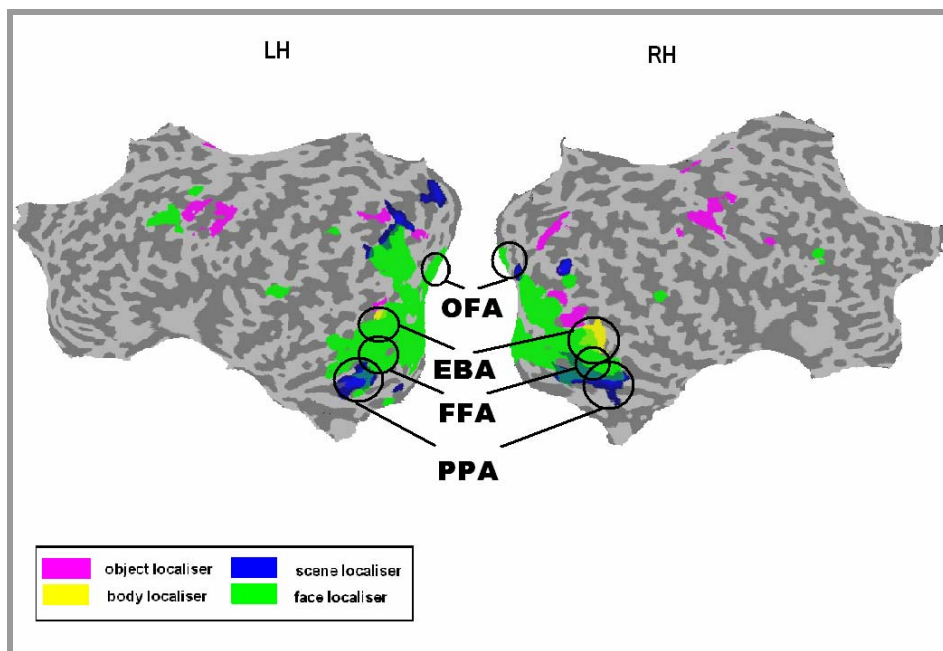 LH
RH
OFA
EBA
FFA
PPA
object localiser
scene localiser
body localiser
face localiser